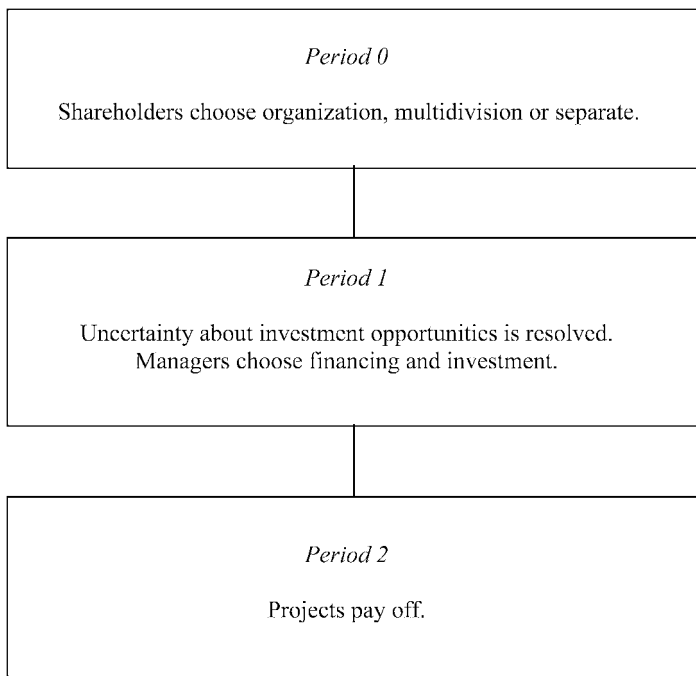 Period 0
Shareholders choose organization, multidivision or separate.
Period 1
Uncertainty about investment opportunities is resolved.
Managers choose financing and investment.
Period 2
Projects pay off.